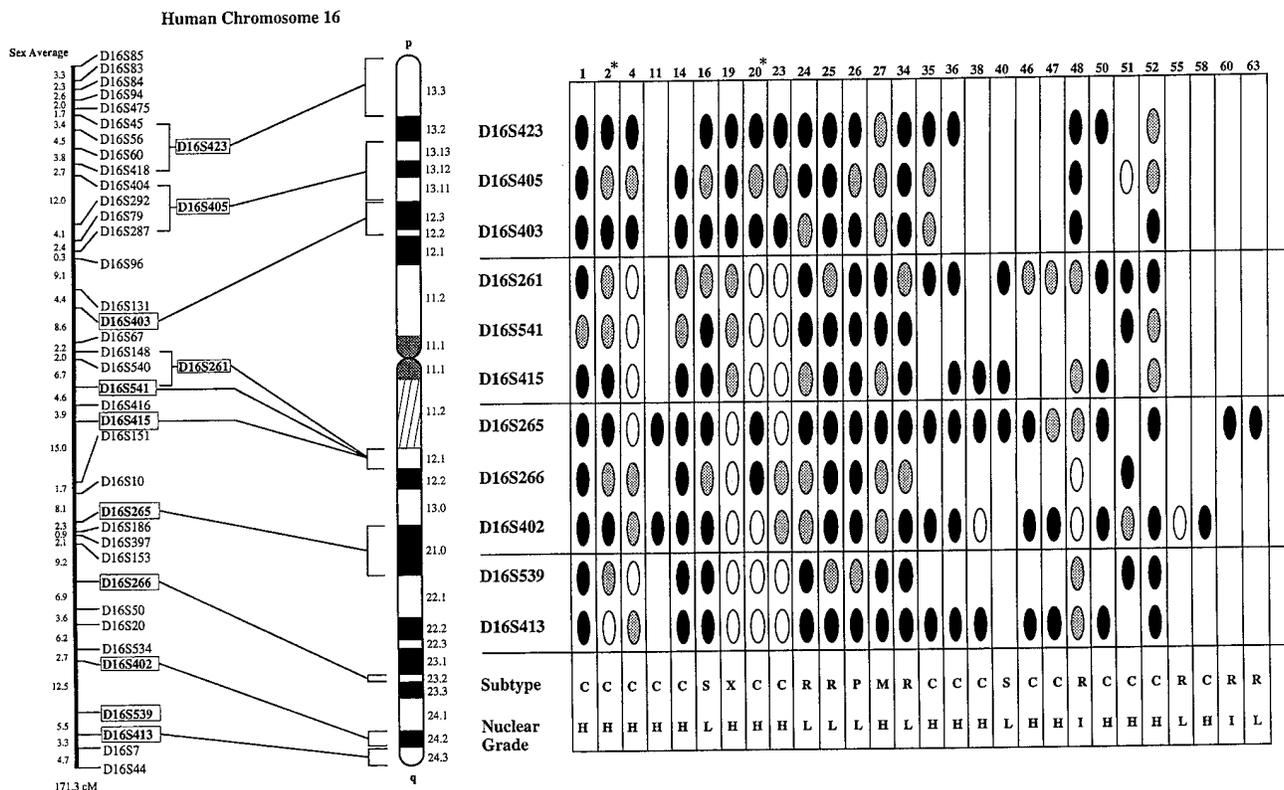 Human Chromosome 16
Sex Average
p
D16S85
3.3
D16S83
2.3
D16S84
2.6
D16S94
2.0
D16S475
1.7
D16S45
3.4
D16S56
4.5
D16S60
3.8
D16S418
2.7
D16S404
12.0
D16S292
D16S79
4.1
D16S287
2.4
0.3
D16S96
9.1
D16S131
4.4
D16S403
8.6
D16S67
2.2
D16S148
2.0
D16S540
6.7
D16S541
4.6
D16S416
3.9
D16S415
D16S151
15.0
D16S10
1.7
8.1
D16S265
2.3
D16S186
0.9
D16S397
2.1
D16S153
9.2
D16S266
6.9
D16S50
3.6
D16S20
6.2
D16S534
2.7
D16S402
12.5
D16S539
5.5
D16S413
3.3
D16S7
4.7
D16S44
171.3 cM
D16S423
D16S405
D16S261
13.3
13.2
13.13
13.12
13.11
12.3
12.2
12.1
11.2
11.1
11.1
11.2
12.1
12.2
13.0
21.0
22.1
22.2
22.3
23.1
23.2
23.3
24.1
24.2
24.3
q
1 2* 4 11 14 16 19 20* 23 24 25 26 27 34 35 36 38 40 46 47 48 50 51 52 55 58 60 63
D16S423
D16S405
D16S403
D16S261
D16S541
D16S415
D16S265
D16S266
D16S402
D16S539
D16S413
Subtype C C C C C S X C C R R P M R C C C S C C R C C C R C R R
Nuclear Grade H H H H H L H H H L L L H L H H H L H H I H H H L H I L